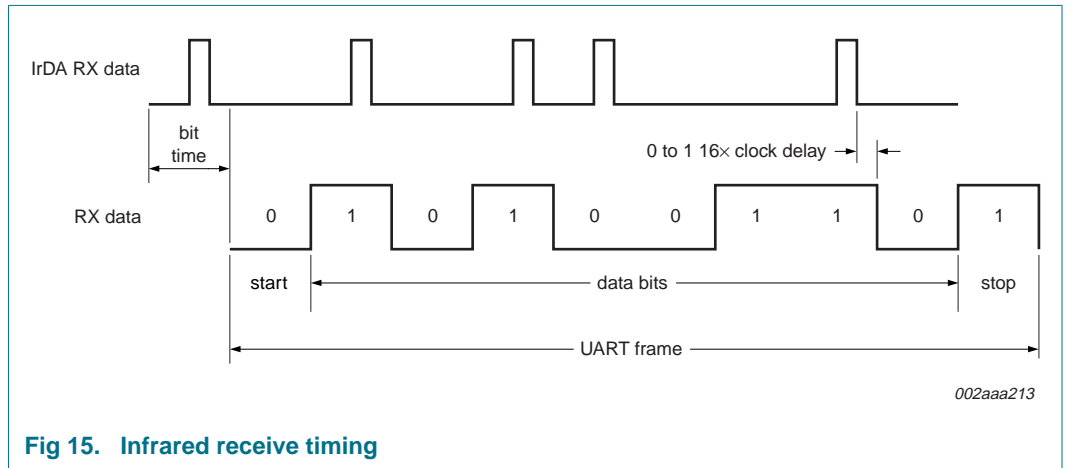 IrDA RX data
bit
time
0 to 1 16× clock delay
RX data
0 1 0 1 0 0 1 1 0 1
start data bits stop
UART frame
002aaa213
Fig 15. Infrared receive timing